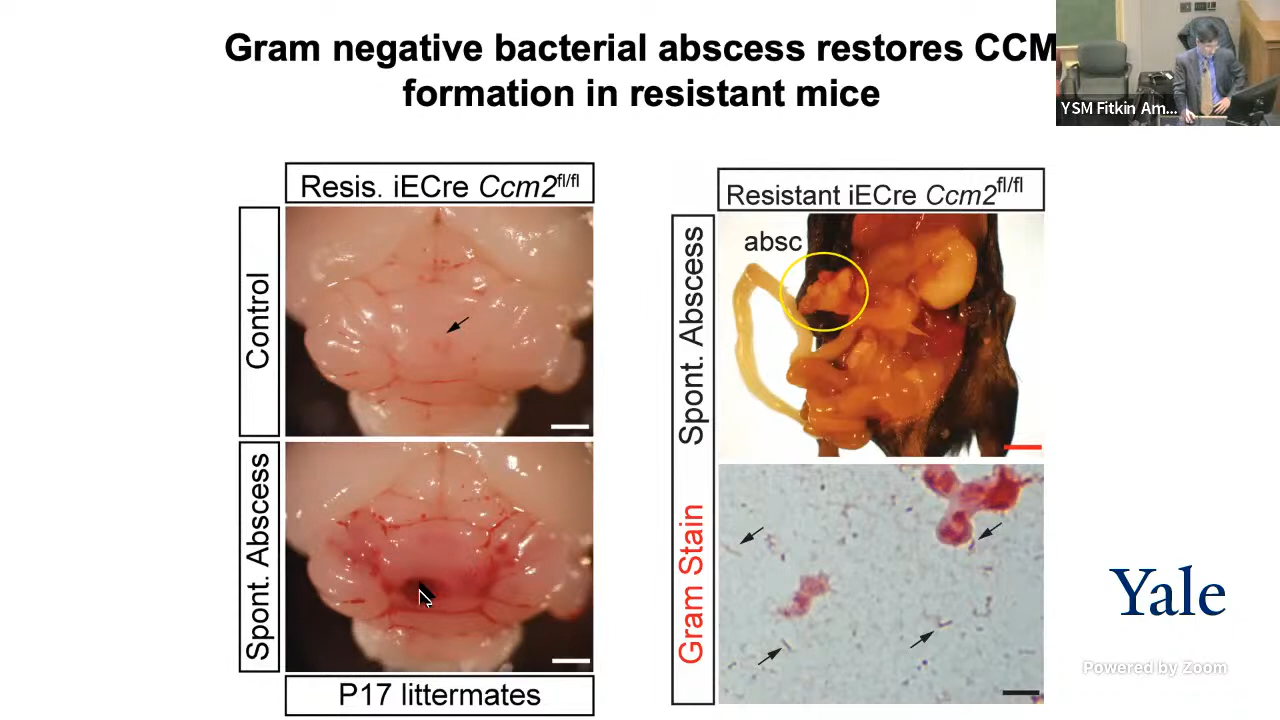 Gram negative bacterial abscess restores CCM
formation in resistant mice
YSM Fitkin Am...
Resis. iECre Ccm2fl/fl
Control
Spont. Abscess
P17 littermates
Resistant iECre Ccm2fl/fl
absc
Spont. Abscess
Gram Stain
Yale
Powered by Zoom